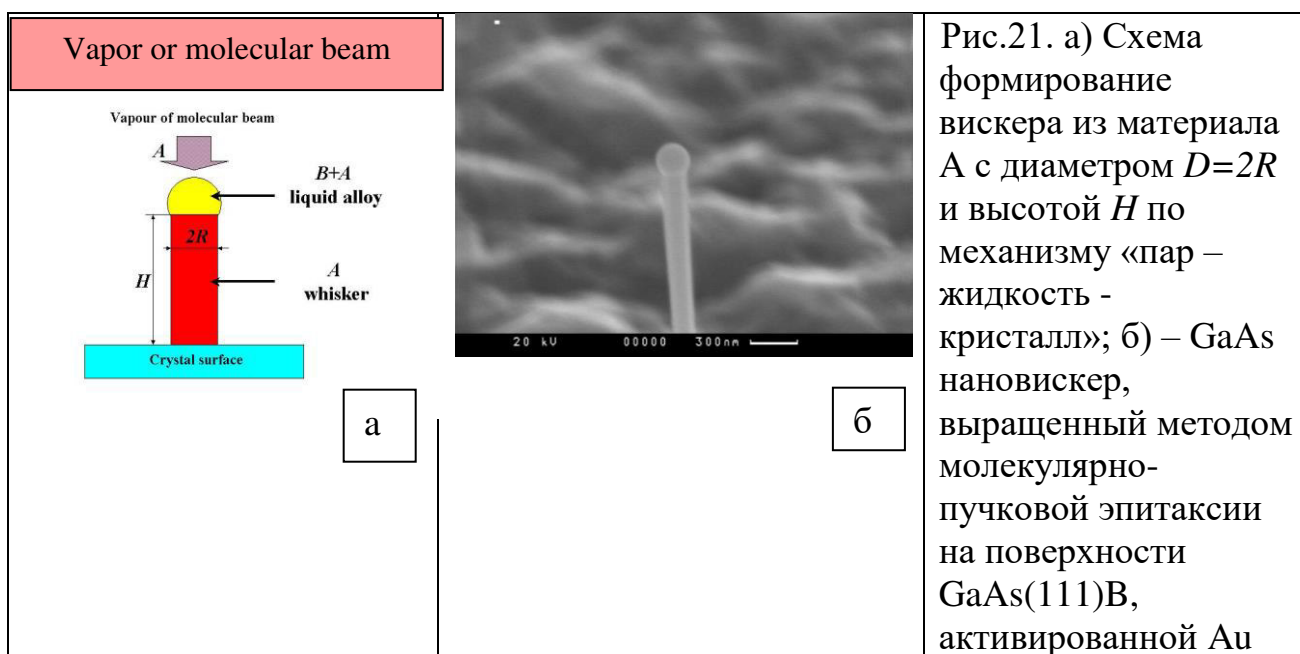 Vapor or molecular beam
Vapour of molecular beam
A
B+A
liquid alloy
2R
H
A
whisker
Crystal surface
а
20 kV 00000 300nm
б
Рис.21. а) Схема
формирование
вискера из материала
А с диаметром D=2R
и высотой H по
механизму «пар –
жидкость -
кристалл»; б) – GaAs
нановискер,
выращенный методом
молекулярно-
пучковой эпитаксии
на поверхности
GaAs(111)B,
активированной Au